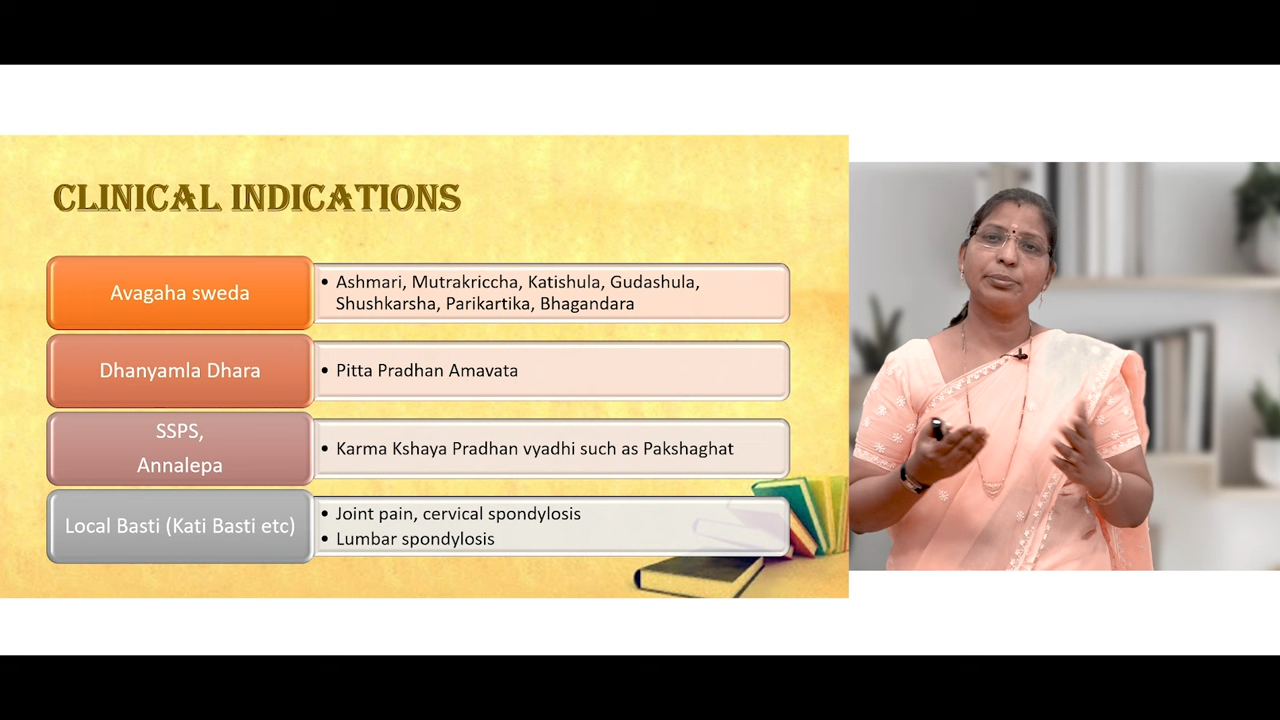 CLINICAL INDICATIONS
Avagaha sweda
• Ashmari, Mutrakriccha, Katishula, Gudashula,
Shushkarsha, Parikartika, Bhagandara
Dhanyamla Dhara
• Pitta Pradhan Amavata
SSPS,
Annalepa
• Karma Kshaya Pradhan vyadhi such as Pakshaghat
Local Basti (Kati Basti etc)
• Joint pain, cervical spondylosis
• Lumbar spondylosis